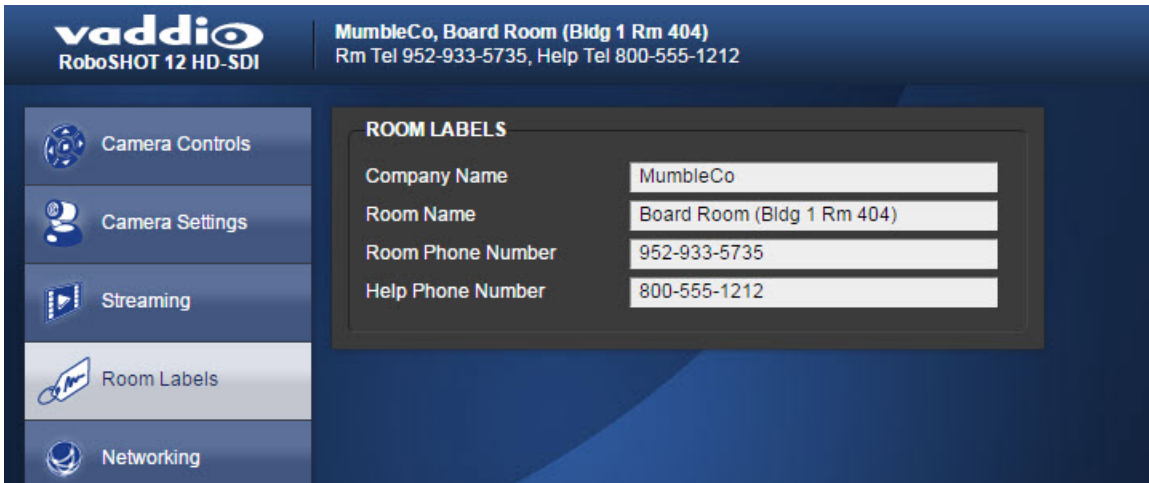 vaddio
RoboSHOT 12 HD-SDI
MumbleCo, Board Room (Bldg 1 Rm 404)
Rm Tel 952-933-5735, Help Tel 800-555-1212
Camera Controls
Camera Settings
Streaming
Room Labels
Networking
ROOM LABELS
Company Name MumbleCo
Room Name Board Room (Bldg 1 Rm 404)
Room Phone Number 952-933-5735
Help Phone Number 800-555-1212